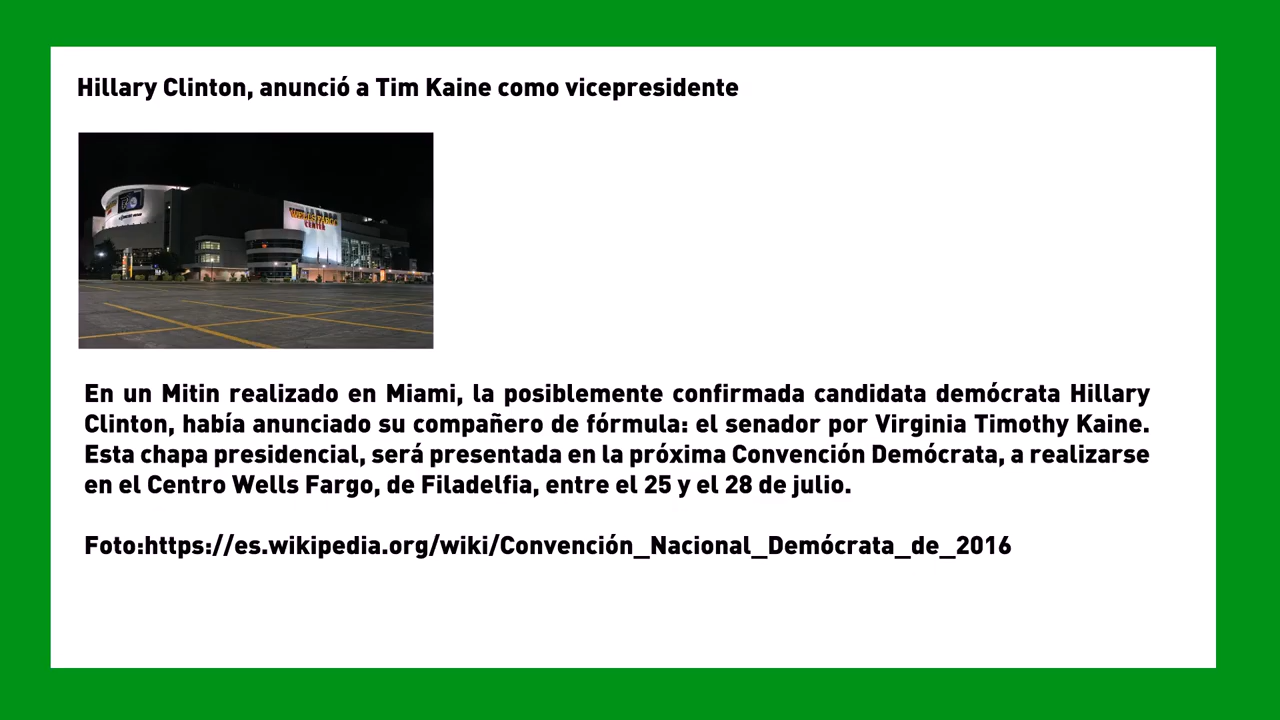 Hillary Clinton, anunció a Tim Kaine como vicepresidente
WELLS FARGO
CENTER
En un Mitin realizado en Miami, la posiblemente confirmada candidata demócrata Hillary
Clinton, había anunciado su compañero de fórmula: el senador por Virginia Timothy Kaine.
Esta chapa presidencial, será presentada en la próxima Convención Demócrata, a realizarse
en el Centro Wells Fargo, de Filadelfia, entre el 25 y el 28 de julio.
Foto:https://es.wikipedia.org/wiki/Convención_Nacional_Demócrata_de_2016